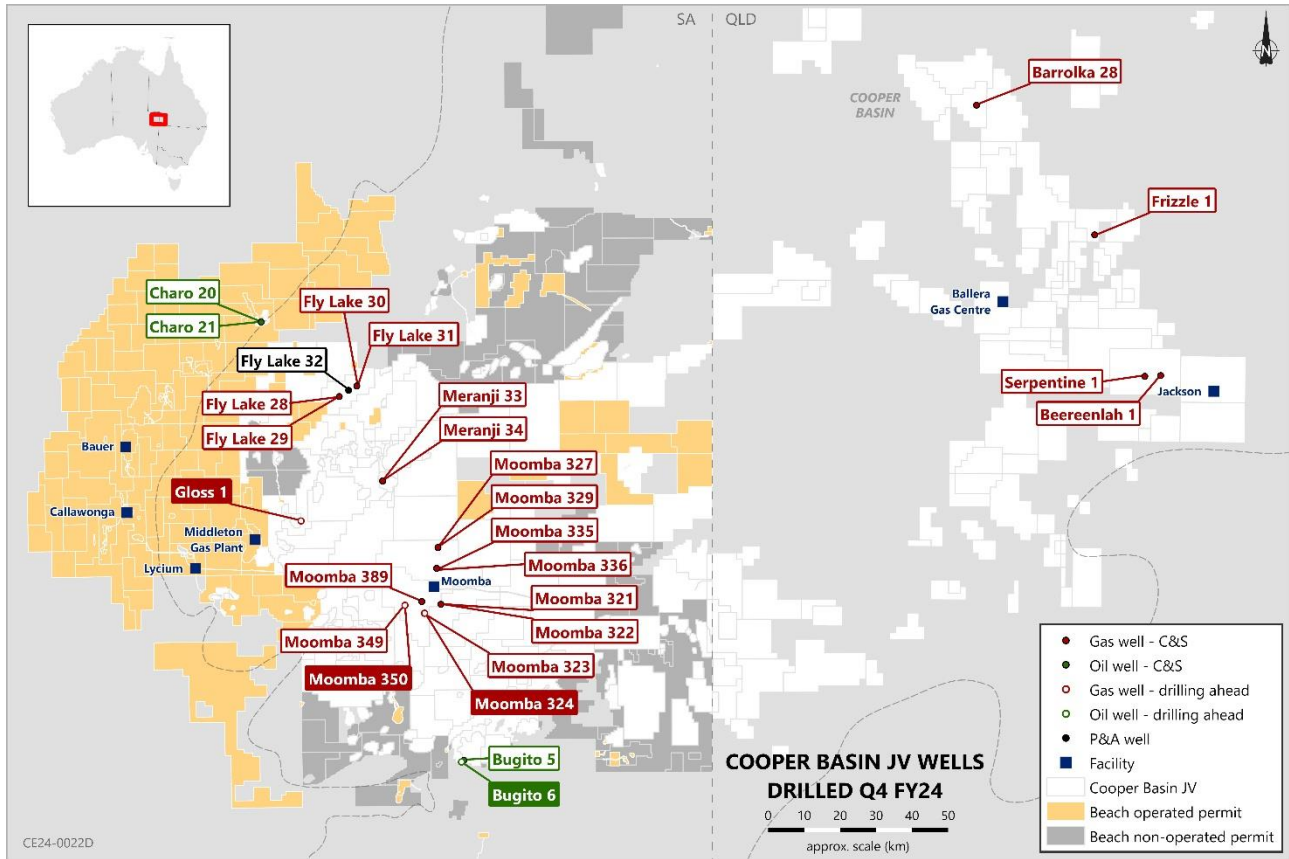 SA
QLD
N
COOPER
BASIN
Barrolka 28
Frizzle 1
Ballera
Gas Centre
Serpentine 1
Beereenlah 1
Jackson
Charo 20
Charo 21
Fly Lake 30
Fly Lake 31
Fly Lake 32
Fly Lake 28
Fly Lake 29
Meranji 33
Meranji 34
Bauer
Gloss 1
Callawonga
Middleton
Gas Plant
Lycium
Moomba 327
Moomba 329
Moomba 335
Moomba 336
Moomba
Moomba 389
Moomba 321
Moomba 322
Moomba 349
Moomba 323
Moomba 350
Moomba 324
Bugito 5
Bugito 6
COOPER BASIN JV WELLS
DRILLED Q4 FY24
0 10 20 30 40 50
approx. scale (km)
Gas well - C&S
Oil well - C&S
Gas well - drilling ahead
Oil well - drilling ahead
P&A well
Facility
Cooper Basin JV
Beach operated permit
Beach non-operated permit
CE24-0022D